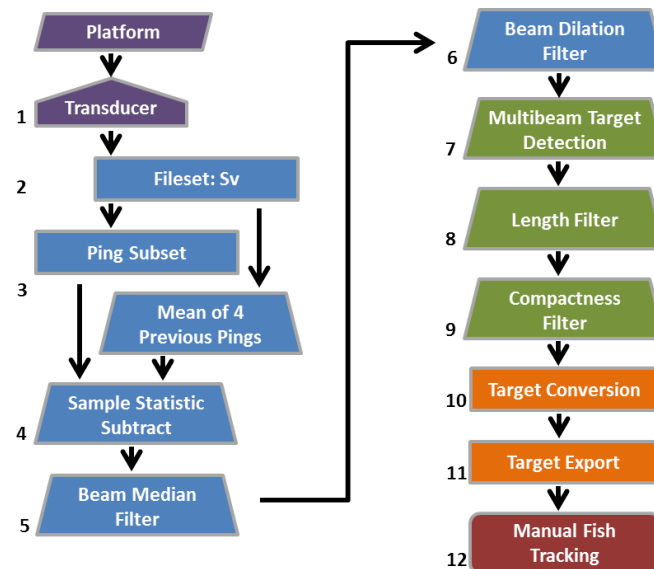 Platform
1
Transducer
2
Fileset: Sv
Ping Subset
3
Mean of 4
Previous Pings
4
Sample Statistic
Subtract
5
Beam Median
Filter
6
Beam Dilation
Filter
7
Multibeam Target
Detection
8
Length Filter
9
Compactness
Filter
10
Target Conversion
11
Target Export
12
Manual Fish
Tracking